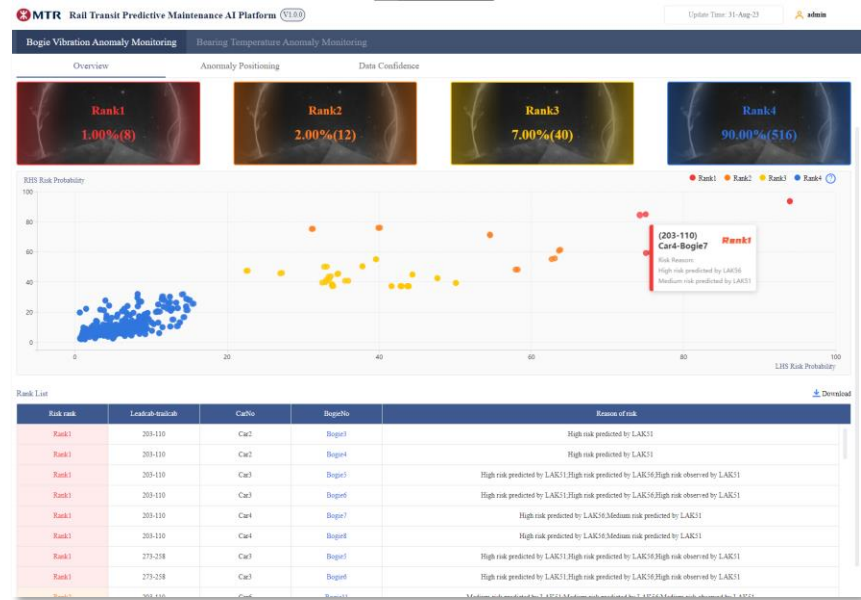 MTR Rail Transit Predictive Maintenance AI Platform (V1.0.0) Update Time: 31-Aug-25 admin
Bogie Vibration Anomaly Monitoring Bearing Temperature Anomaly Monitoring
Overview Anonmaly Positioning Data Confidence
Rank1 Rank2 Rank3 Rank4
1.00%(8) 2.00%(12) 7.00%(40) 90.00%(516)
RHS Risk Probability Rank1 Rank2 Rank3 Rank4 ?
100
80
60
40
20
0
(203-110)
Car4-Bogie7 Rank1
Risk Reason:
High risk predicted by LAK56
Medium risk predicted by LAK51
0 20 40 60 80 100
LHS Risk Probability
Rank List Download
Risk rank Leadcab-trailcab CarNo BogieNo Reason of risk
Rank1 203-110 Car2 Bogie3 High risk predicted by LAK51
Rank1 203-110 Car2 Bogie4 High risk predicted by LAK51
Rank1 203-110 Car3 Bogie5 High risk predicted by LAK51;High risk predicted by LAK56;High risk observed by LAK51
Rank1 203-110 Car3 Bogie6 High risk predicted by LAK51;High risk predicted by LAK56;High risk observed by LAK51
Rank1 203-110 Car4 Bogie7 High risk predicted by LAK56;Medium risk predicted by LAK51
Rank1 203-110 Car4 Bogie8 High risk predicted by LAK56;Medium risk predicted by LAK51
Rank1 273-258 Car3 Bogie5 High risk predicted by LAK51;High risk predicted by LAK56;High risk observed by LAK51
Rank1 273-258 Car3 Bogie6 High risk predicted by LAK51;High risk predicted by LAK56;High risk observed by LAK51